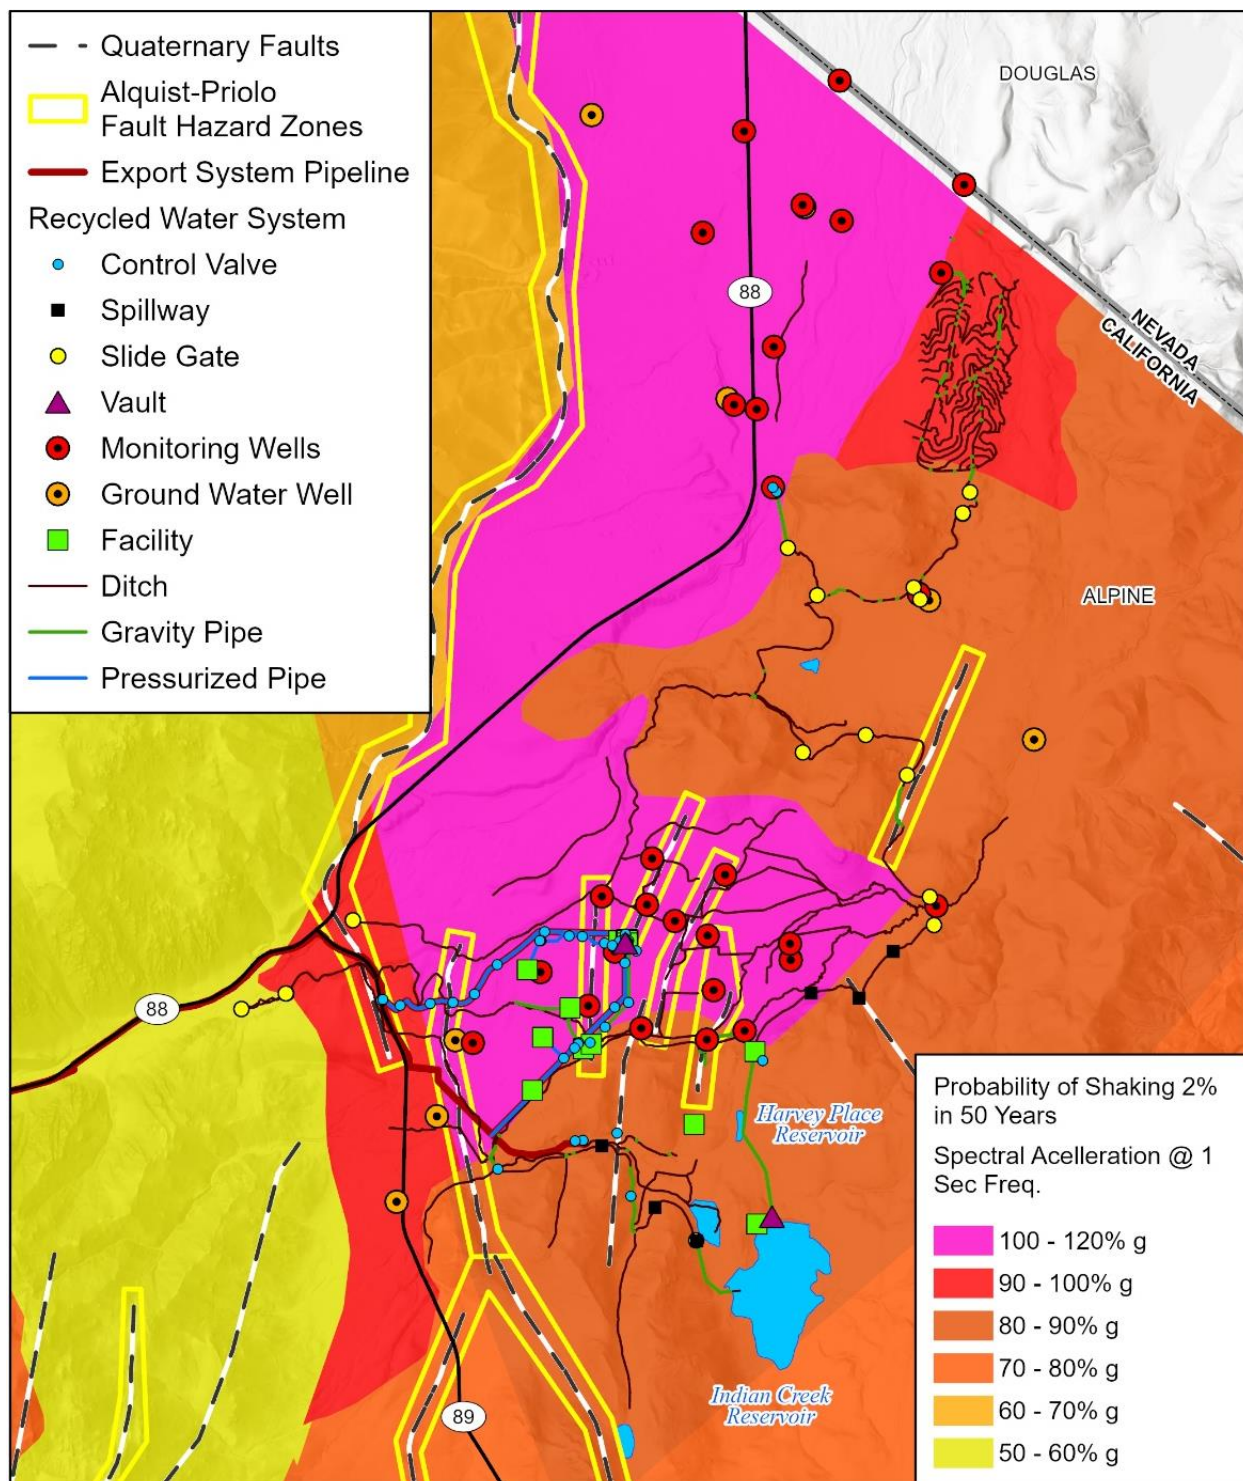 Quaternary Faults
Alquist-Priolo
Fault Hazard Zones
Export System Pipeline
Recycled Water System
Control Valve
Spillway
Slide Gate
Vault
Monitoring Wells
Ground Water Well
Facility
Ditch
Gravity Pipe
Pressurized Pipe
DOUGLAS
88
NEVADA
CALIFORNIA
ALPINE
88
Harvey Place
Reservoir
Indian Creek
Reservoir
89
Probability of Shaking 2%
in 50 Years
Spectral Acelleration @ 1
Sec Freq.
100 - 120% g
90 - 100% g
80 - 90% g
70 - 80% g
60 - 70% g
50 - 60% g